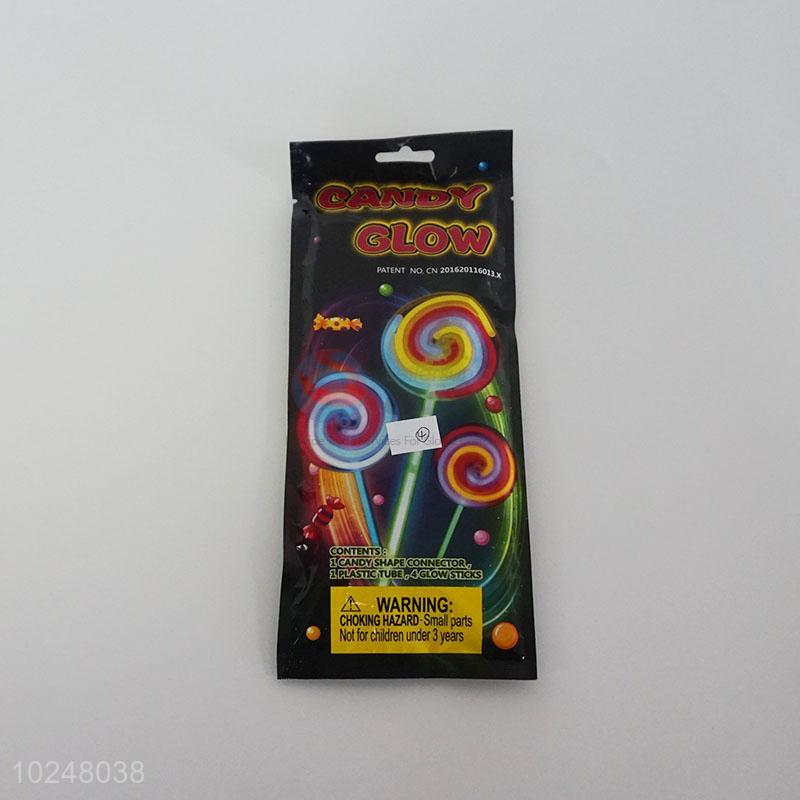 CANDY
GLOW
PATENT NO. CN 201620116013.X
4
CONTENTS :
1 CANDY SHAPE CONNECTOR ,
1 PLASTIC TUBE , 4 GLOW STICKS
WARNING:
CHOKING HAZARD-Small parts
Not for children under 3 years
10248038